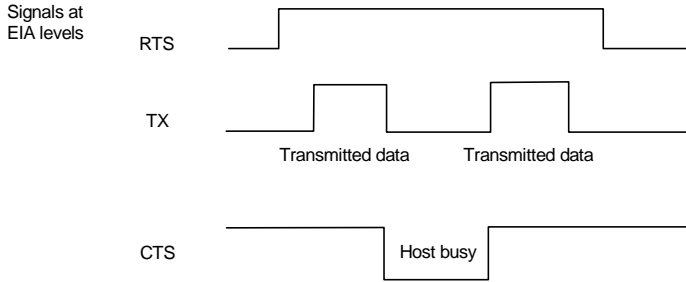 Signals at
EIA levels
RTS
TX
Transmitted data
Transmitted data
CTS
Host busy